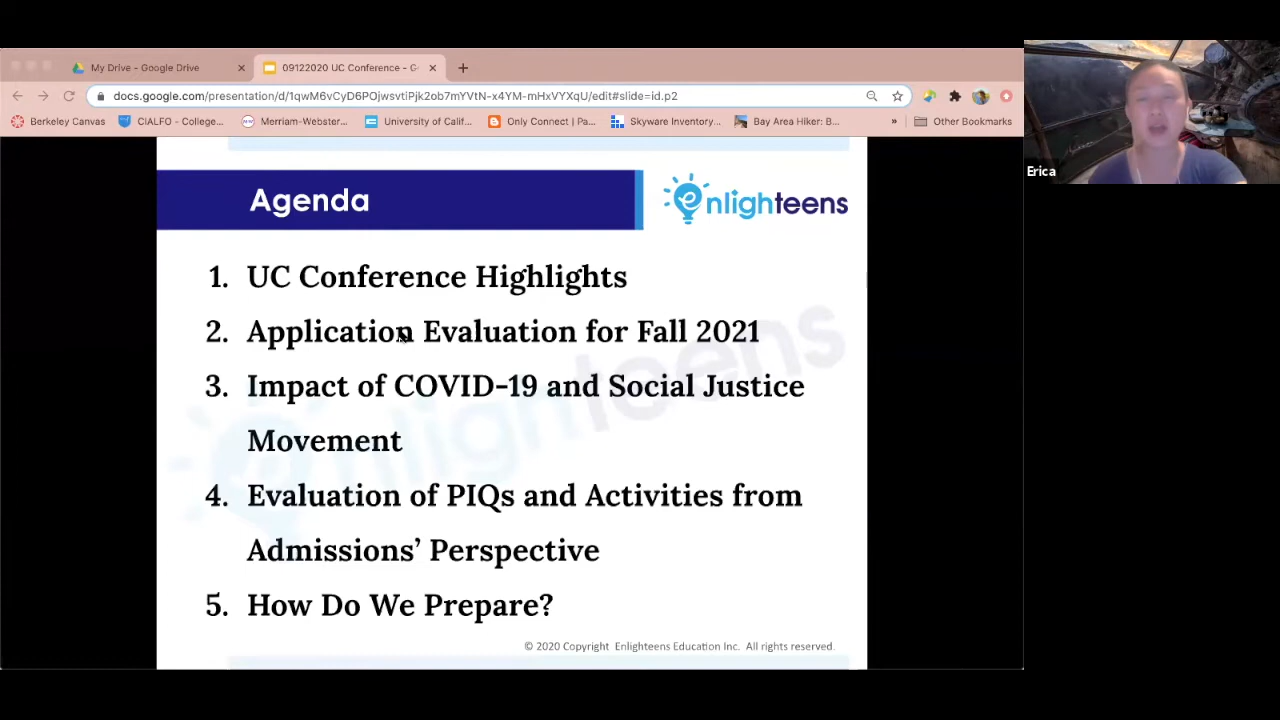 My Drive - Google Drive
09122020 UC Conference - G
docs.google.com/presentation/d/1qwM6vCyD6POjwsvtiPjk2ob7mYVtN-x4YM-mHxVYXqU/edit#slide=id.p2
Berkeley Canvas
CIALFO - College...
Merriam-Webster...
University of Calif...
Only Connect | Pa...
Skyware Inventory...
Bay Area Hiker: B...
»
Other Bookmarks
Erica
Agenda
enlighteens
1. UC Conference Highlights
2. Application Evaluation for Fall 2021
3. Impact of COVID-19 and Social Justice
Movement
4. Evaluation of PIQs and Activities from
Admissions’ Perspective
5. How Do We Prepare?
enlighteens
© 2020 Copyright Enlighteens Education Inc. All rights reserved.